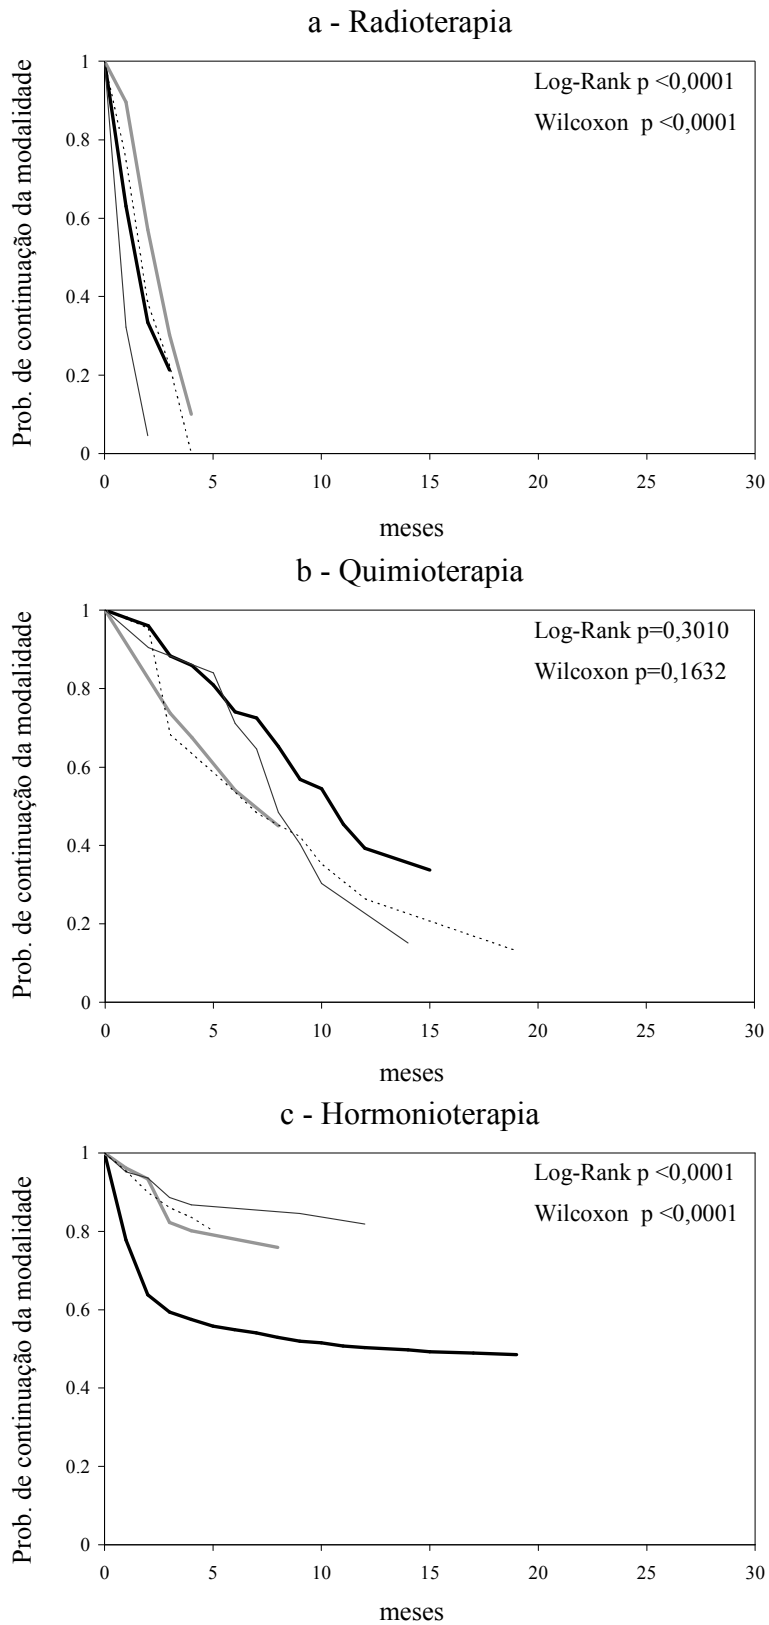 a - Radioterapia
Prob. de continuação da modalidade
Log-Rank p <0,0001
Wilcoxon p <0,0001
1
0.8
0.6
0.4
0.2
0
0 5 10 15 20 25 30
meses
b - Quimioterapia
Prob. de continuação da modalidade
Log-Rank p=0,3010
Wilcoxon p=0,1632
1
0.8
0.6
0.4
0.2
0
0 5 10 15 20 25 30
meses
c - Hormonioterapia
Prob. de continuação da modalidade
Log-Rank p <0,0001
Wilcoxon p <0,0001
1
0.8
0.6
0.4
0.2
0
0 5 10 15 20 25 30
meses